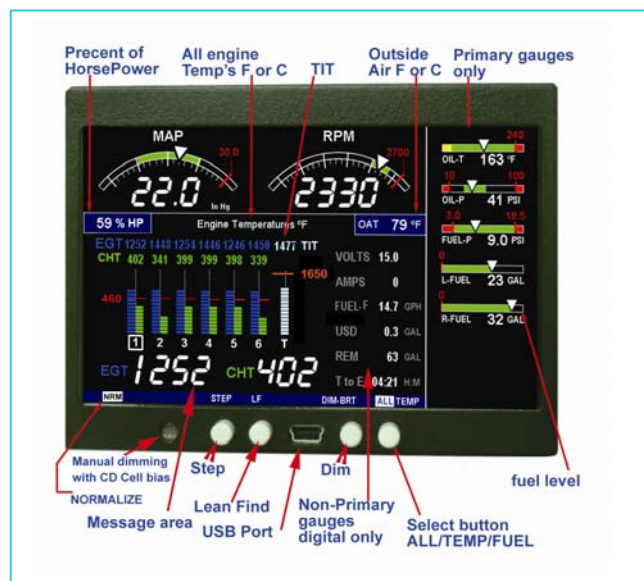 Precent of
HorsePower
All engine
Temp's F or C
TIT
Outside
Air F or C
Primary gauges
only
MAP
30.0
22.0
In Hg
RPM
2700
2330
240
OIL-T 163 °F
10 100
OIL-P 41 PSI
3.0 19.5
FUEL-P 9.0 PSI
0
L-FUEL 23 GAL
0
R-FUEL 32 GAL
59 % HP
Engine Temperatures °F
OAT 79 °F
EGT 1252 1448 1254 1446 1246 1450 1477 TIT
CHT 402 341 399 399 398 339
1650
460
1 2 3 4 5 6 T
EGT 1252 CHT 402
VOLTS 15.0
AMPS 0
FUEL-F 14.7 GPH
USD 0.3 GAL
REM 63 GAL
T to E 04:21 H:M
NRM STEP LF DIM-BRT ALL TEMP
Manual dimming
with CD Cell bias
NORMALIZE
Message area
Step
Lean Find
USB Port
Dim
Non-Primary
gauges
digital only
Select button
ALL/TEMP/FUEL
fuel level